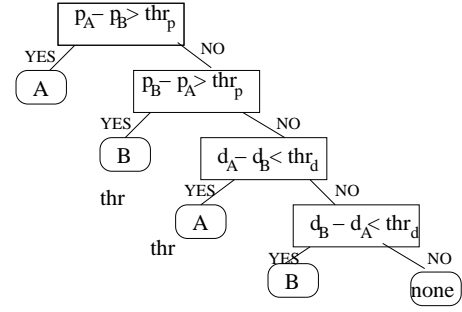 p_A − p_B > thr_p
YES
NO
A
p_B − p_A > thr_p
YES
NO
B
d_A − d_B < thr_d
thr
YES
NO
A
d_B − d_A < thr_d
thr
YES
NO
B
none